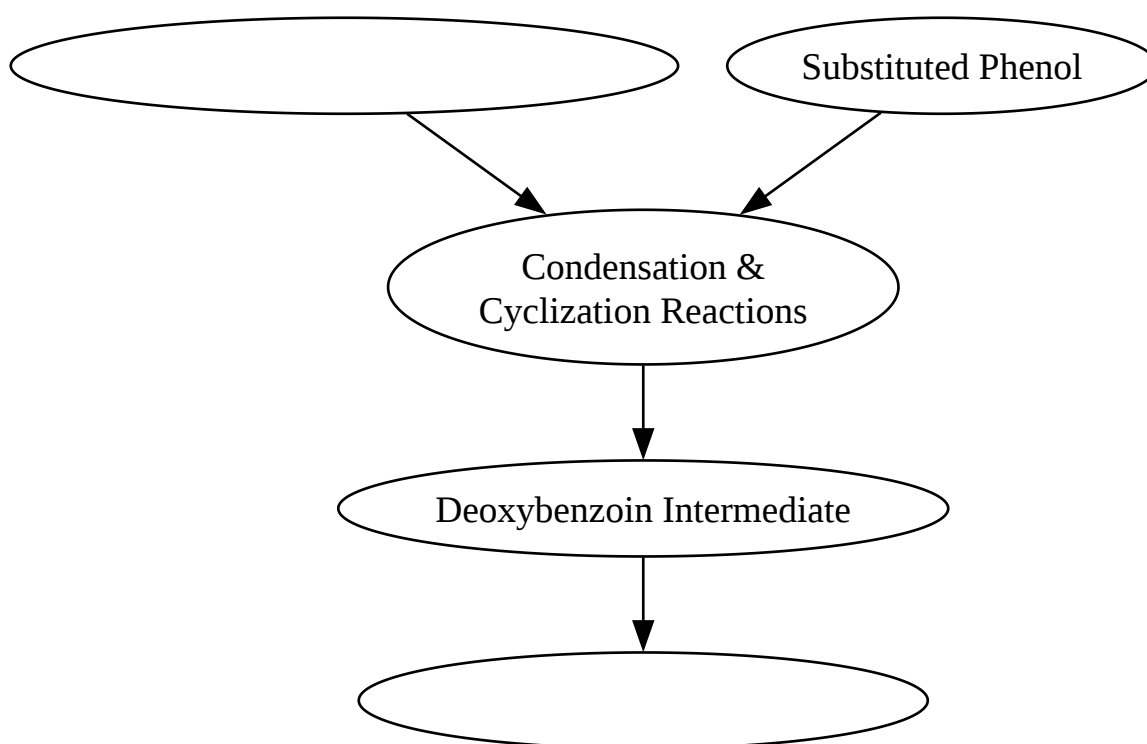 Substituted Phenol
Condensation &
Cyclization Reactions
Deoxybenzoin Intermediate